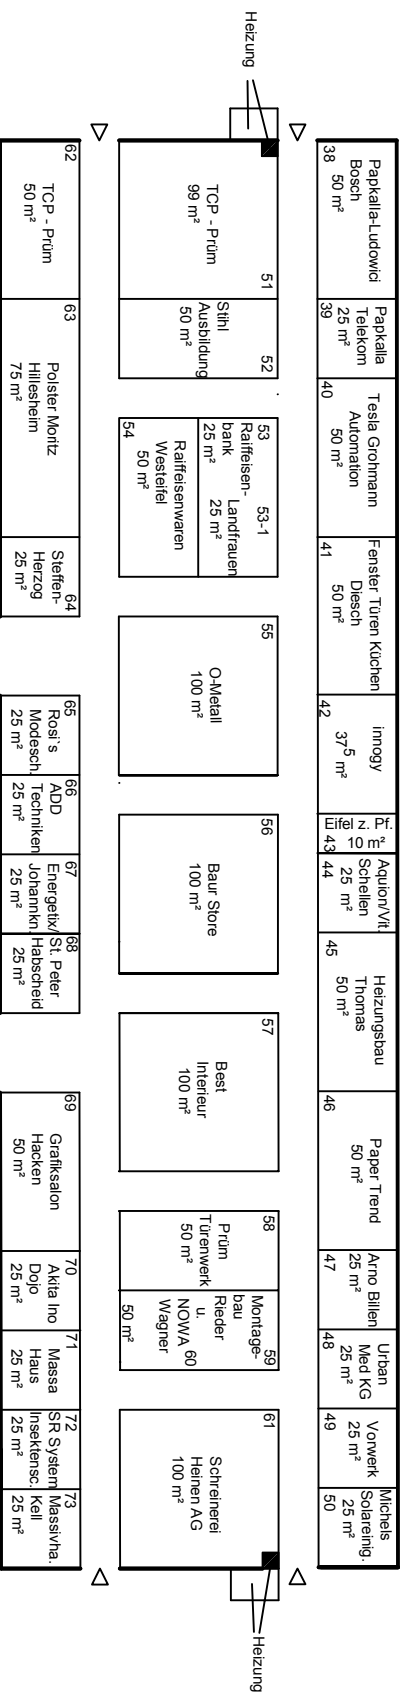 Heizung
38
Papkalla-Ludowici
Bosch
50 m²
Papkalla
Telekom
39
25 m²
40
Tesla Grohmann
Automation
50 m²
41
Fenster Türen Küchen
Diesch
50 m²
42
innogy
37⁵ m²
Eifel z. Pf.
43
10 m²
Aquion/Vit.
Schellen
44
25 m²
45
Heizungsbau
Thomas
50 m²
46
Paper Trend
50 m²
Arno Billen
47
25 m²
Urban
Med KG
48
25 m²
49
Vorwerk
25 m²
Michels
Solareinig.
50
25 m²
51
TCP - Prüm
99 m²
52
Stihl
Ausbildung
50 m²
53
Raiffeisen-
bank
25 m²
53-1
Landfrauen
25 m²
54
Raiffeisenwaren
Westeifel
50 m²
55
O-Metall
100 m²
56
Baur Store
100 m²
57
Best
Interieur
100 m²
58
Prüm
Türenwerk
50 m²
59
Montage-
bau
Rieder
u.
NOWA 60
Wagner
50 m²
61
Schreinerei
Heinen AG
100 m²
62
TCP - Prüm
50 m²
63
Polster Moritz
Hillesheim
75 m²
64
Steffen-
Herzog
25 m²
65
Rosi`s
Modesch.
25 m²
66
ADD
Techniken
25 m²
67
Energetix/
Johannkn.
25 m²
68
St. Peter
Habscheid
25 m²
69
Grafiksalon
Hacken
50 m²
70
Akita Ino
Dojo
25 m²
71
Massa
Haus
25 m²
72
SR System
Insektensc.
25 m²
73
Massivha.
Kell
25 m²
Heizung